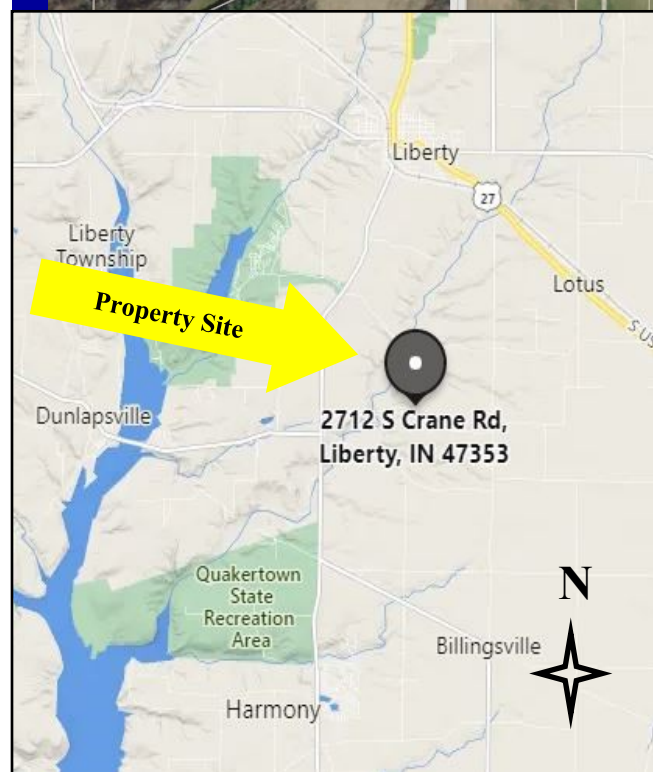 Liberty
27
Liberty
Township
Lotus
S US
Property Site
Dunlapsville
2712 S Crane Rd,
Liberty, IN 47353
Quakertown
State
Recreation
Area
N
Billingsville
Harmony